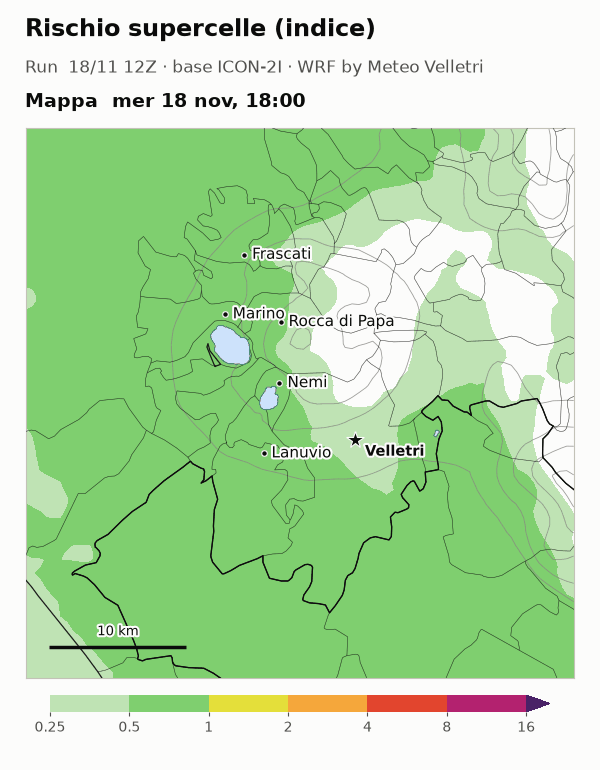 Rischio supercelle (indice)
Run  18/11 12Z · base ICON-2I · WRF by Meteo Velletri
Mappa  mer 18 nov, 18:00
Frascati
Marino
Rocca di Papa
Nemi
Velletri
Lanuvio
10 km
0.25 0.5 1 2 4 8 16